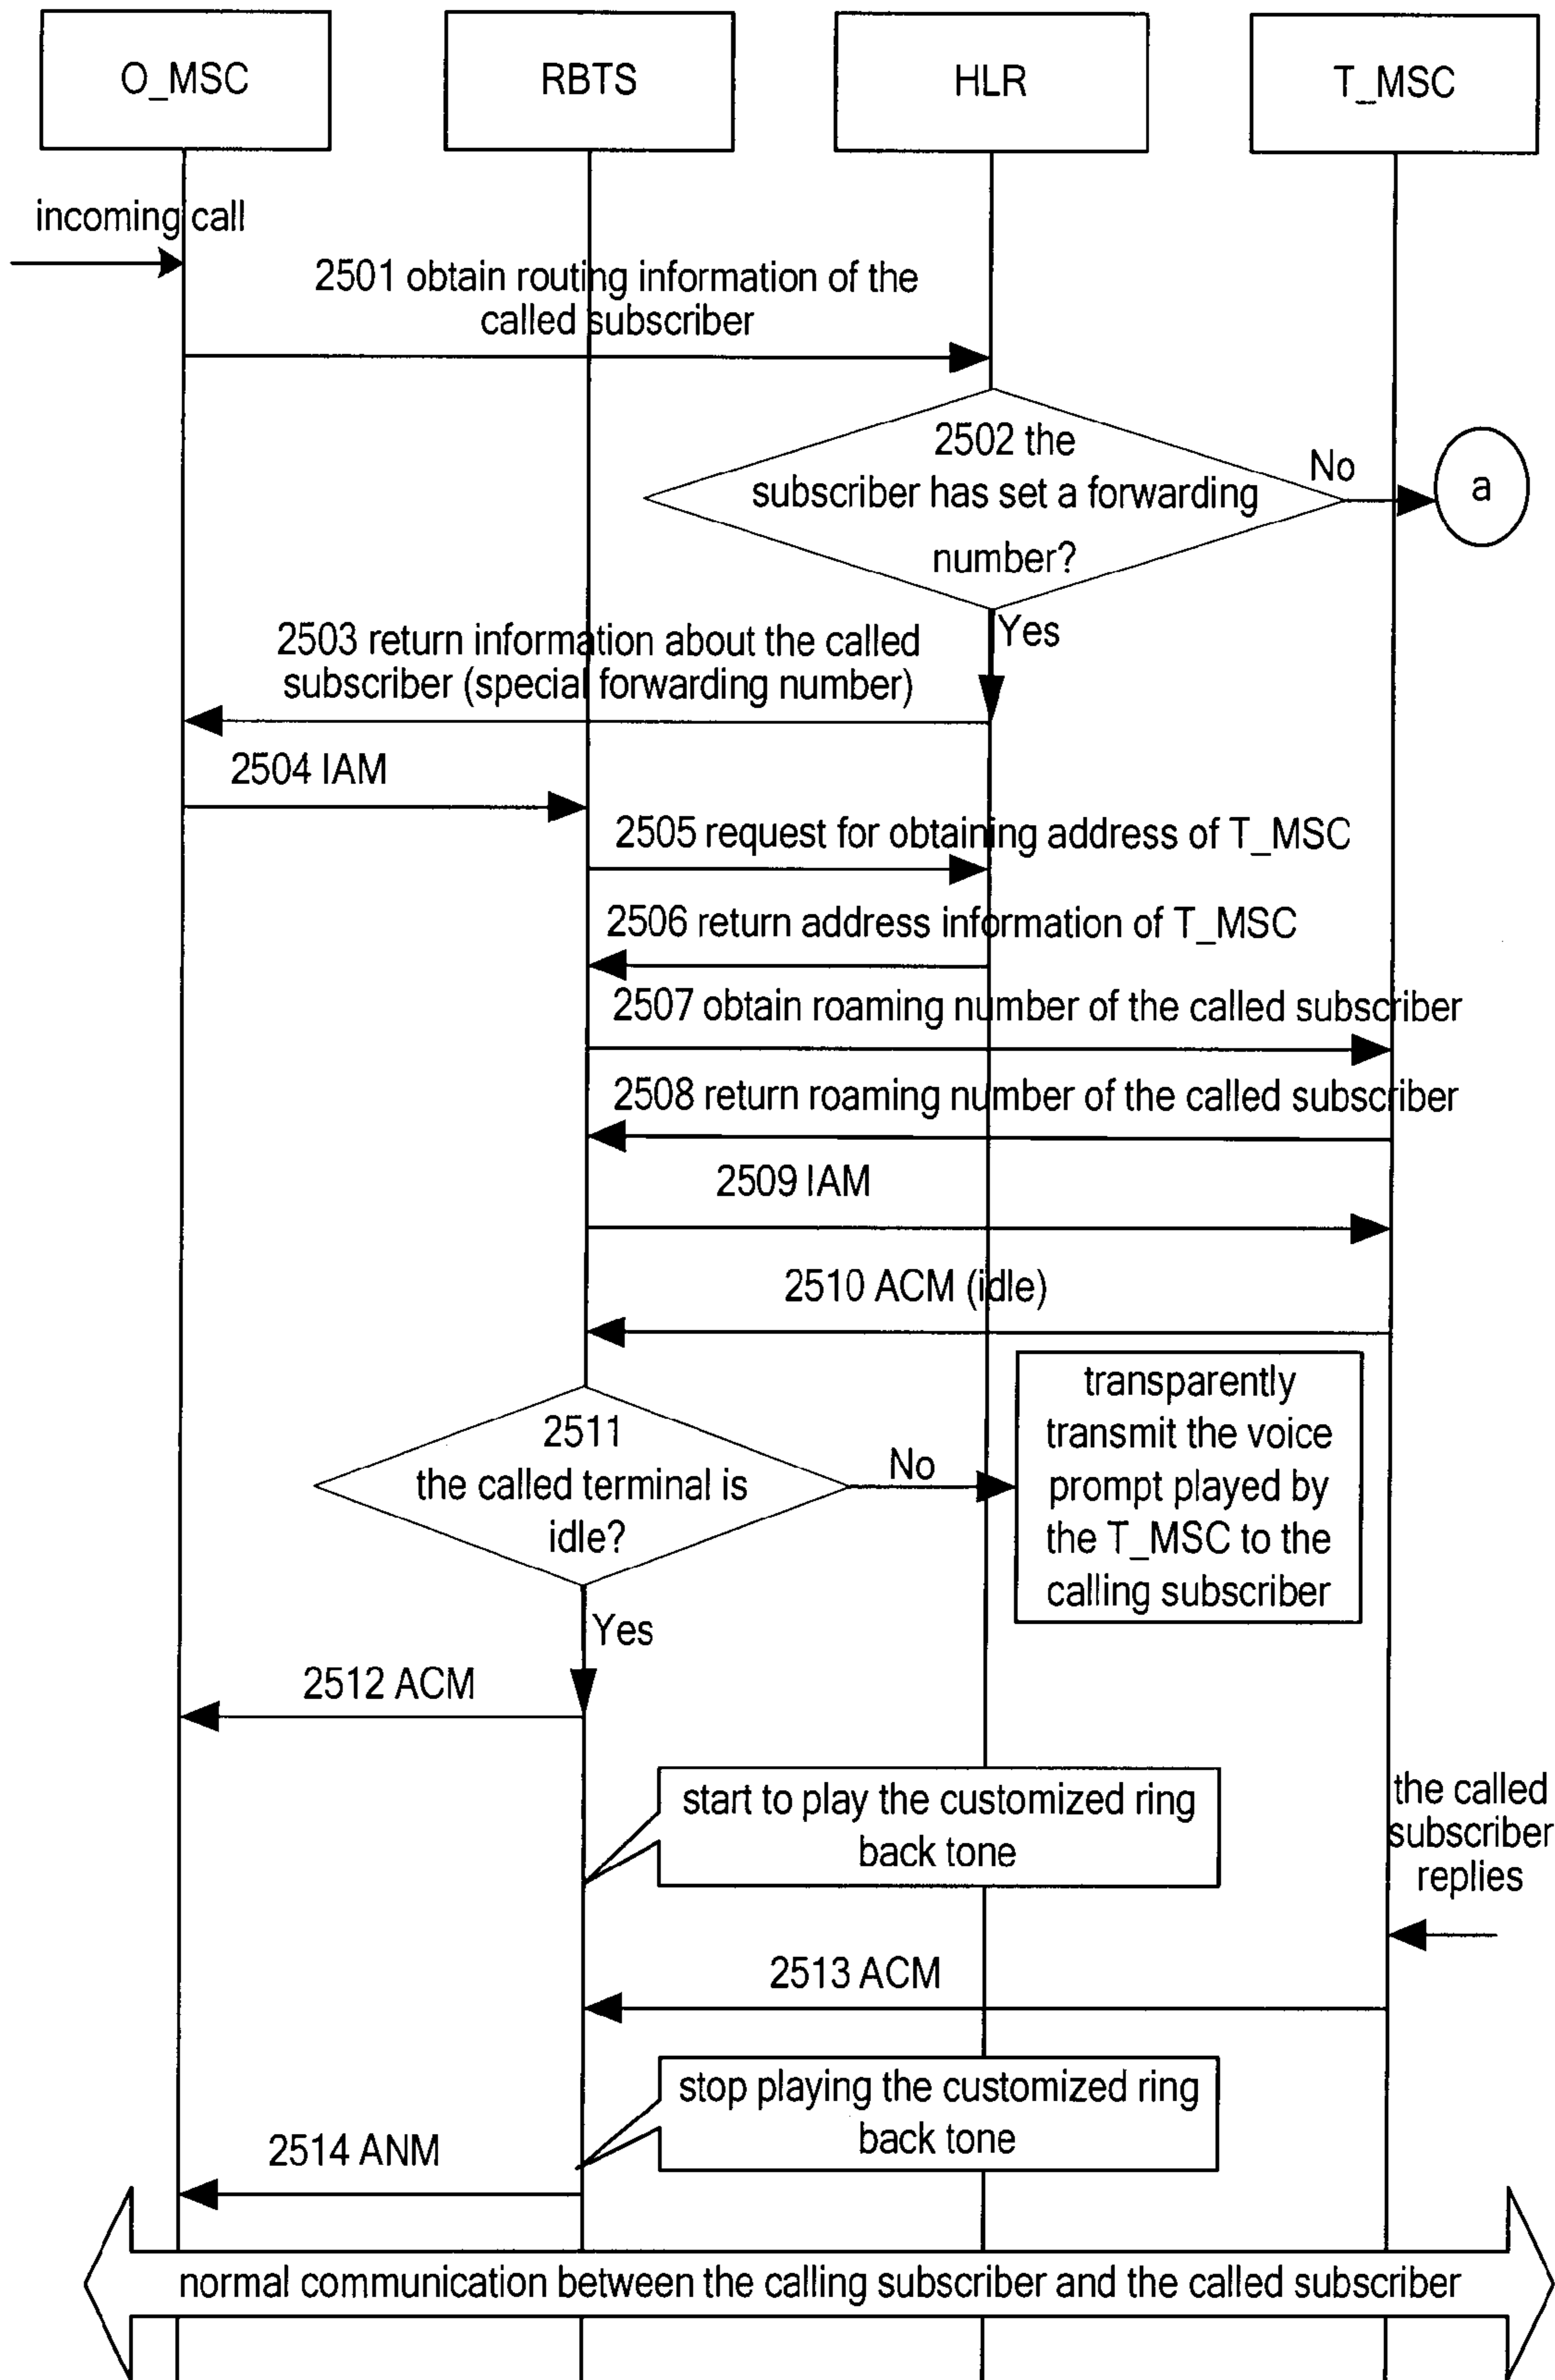 O_MSC
RBTS
HLR
T_MSC
incoming call
2501 obtain routing information of the
called subscriber
2502 the
subscriber has set a forwarding
number?
No
a
Yes
2503 return information about the called
subscriber (special forwarding number)
2504 IAM
2505 request for obtaining address of T_MSC
2506 return address information of T_MSC
2507 obtain roaming number of the called subscriber
2508 return roaming number of the called subscriber
2509 IAM
2510 ACM (idle)
2511
the called terminal is
idle?
No
transparently
transmit the voice
prompt played by
the T_MSC to the
calling subscriber
Yes
2512 ACM
start to play the customized ring
back tone
the called
subscriber
replies
2513 ACM
stop playing the customized ring
back tone
2514 ANM
normal communication between the calling subscriber and the called subscriber